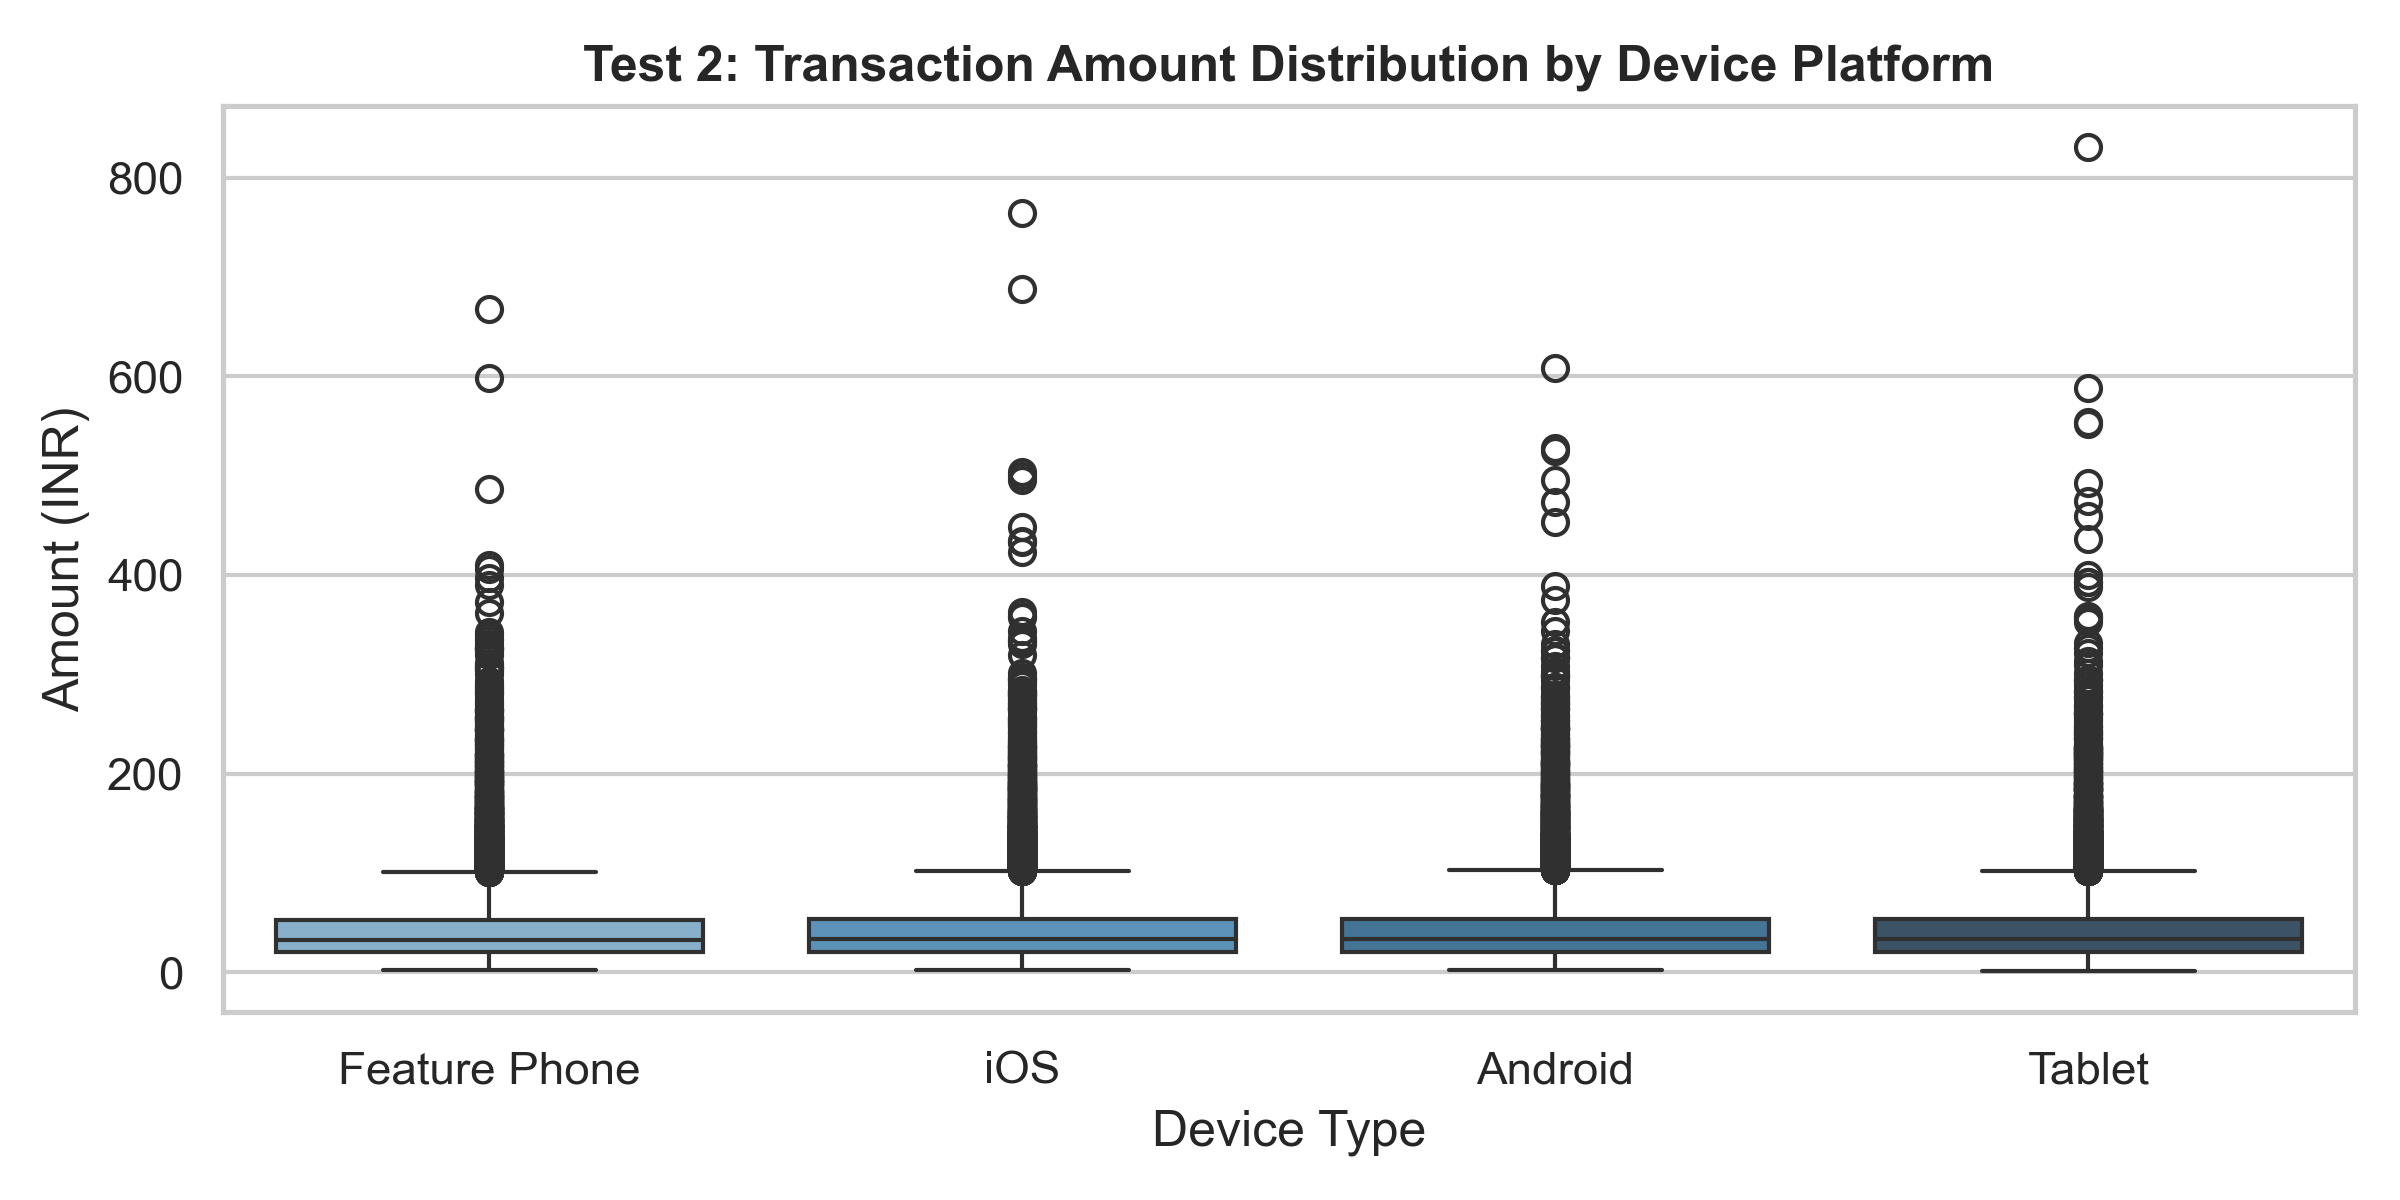 Test 2: Transaction Amount Distribution by Device Platform
800
600
400
200
0
Amount (INR)
Feature Phone
iOS
Android
Tablet
Device Type